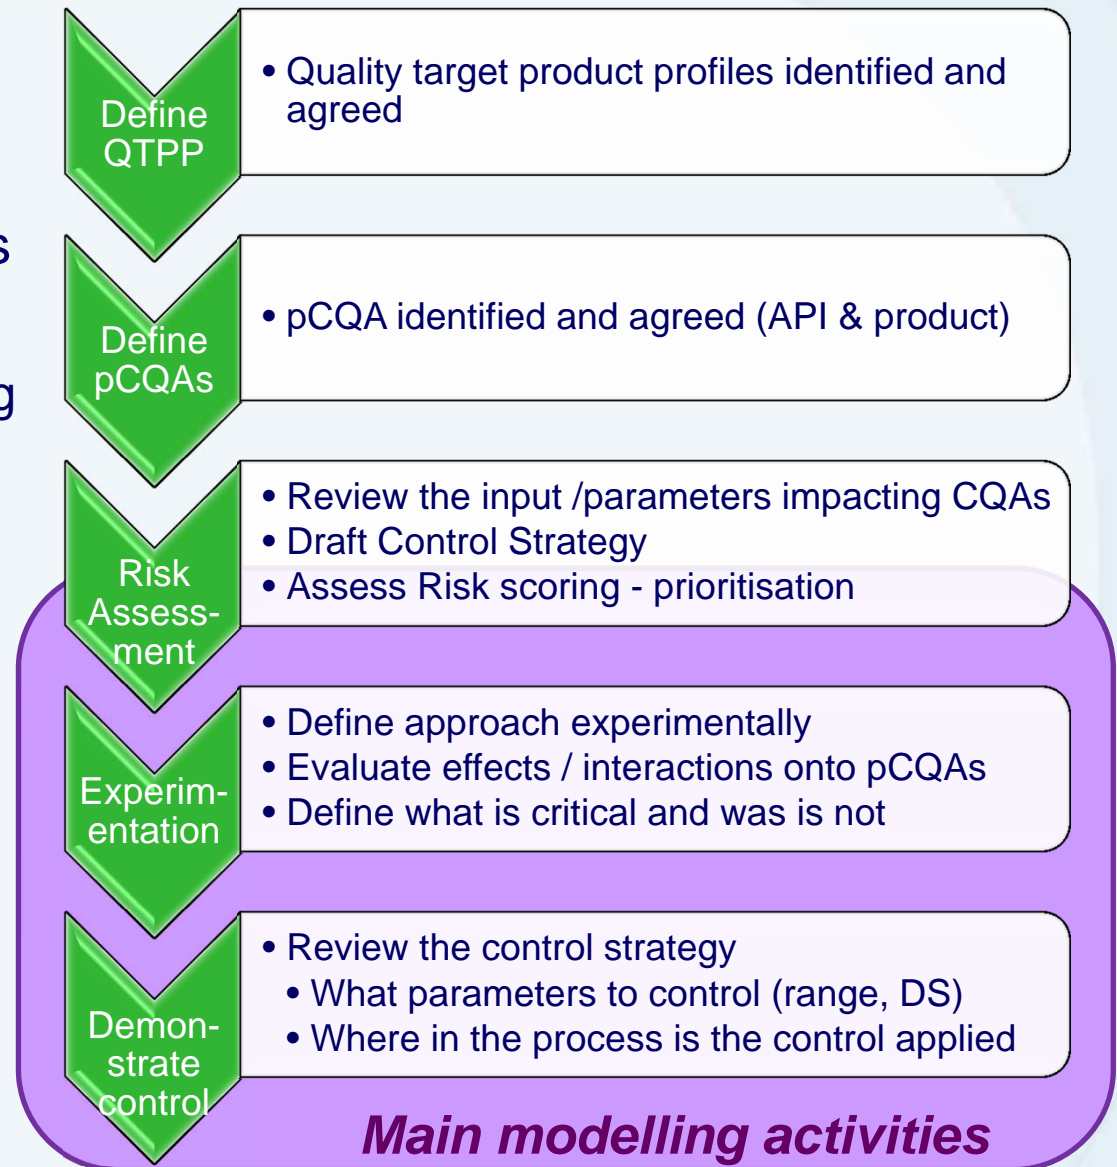 Define
QTPP
• Quality target product profiles identified and
agreed
s
g
Define
pCQAs
• pCQA identified and agreed (API & product)
Risk
Assess-
ment
• Review the input /parameters impacting CQAs
• Draft Control Strategy
• Assess Risk scoring - prioritisation
Experim-
entation
• Define approach experimentally
• Evaluate effects / interactions onto pCQAs
• Define what is critical and was is not
Demon-
strate
control
• Review the control strategy
• What parameters to control (range, DS)
• Where in the process is the control applied
Main modelling activities